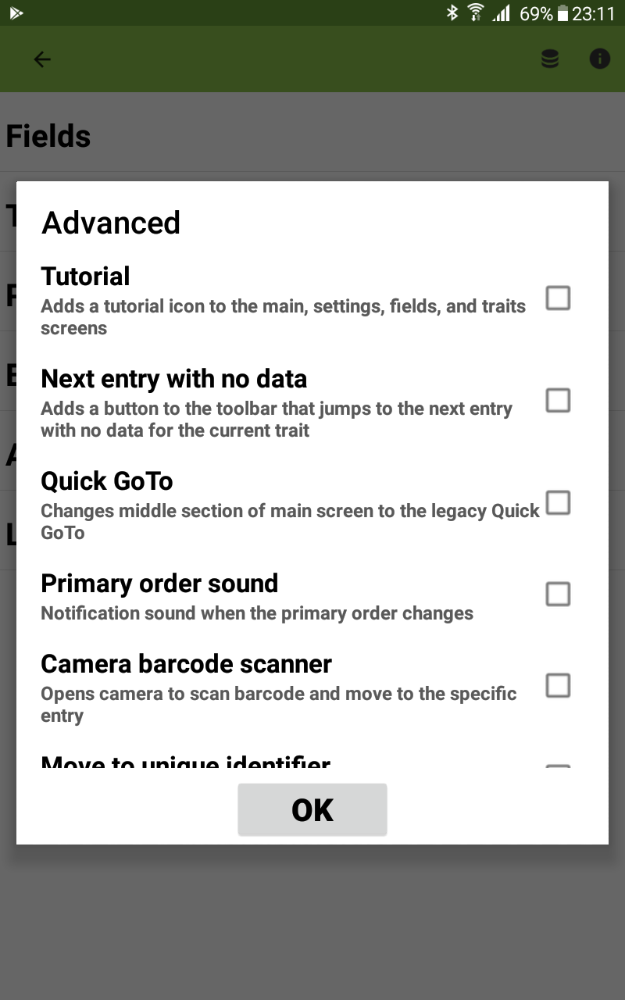 69% 23:11
Fields
Advanced
Tutorial
Adds a tutorial icon to the main, settings, fields, and traits
screens
Next entry with no data
Adds a button to the toolbar that jumps to the next entry
with no data for the current trait
Quick GoTo
Changes middle section of main screen to the legacy Quick
GoTo
Primary order sound
Notification sound when the primary order changes
Camera barcode scanner
Opens camera to scan barcode and move to the specific
entry
Move to unique identifier
OK